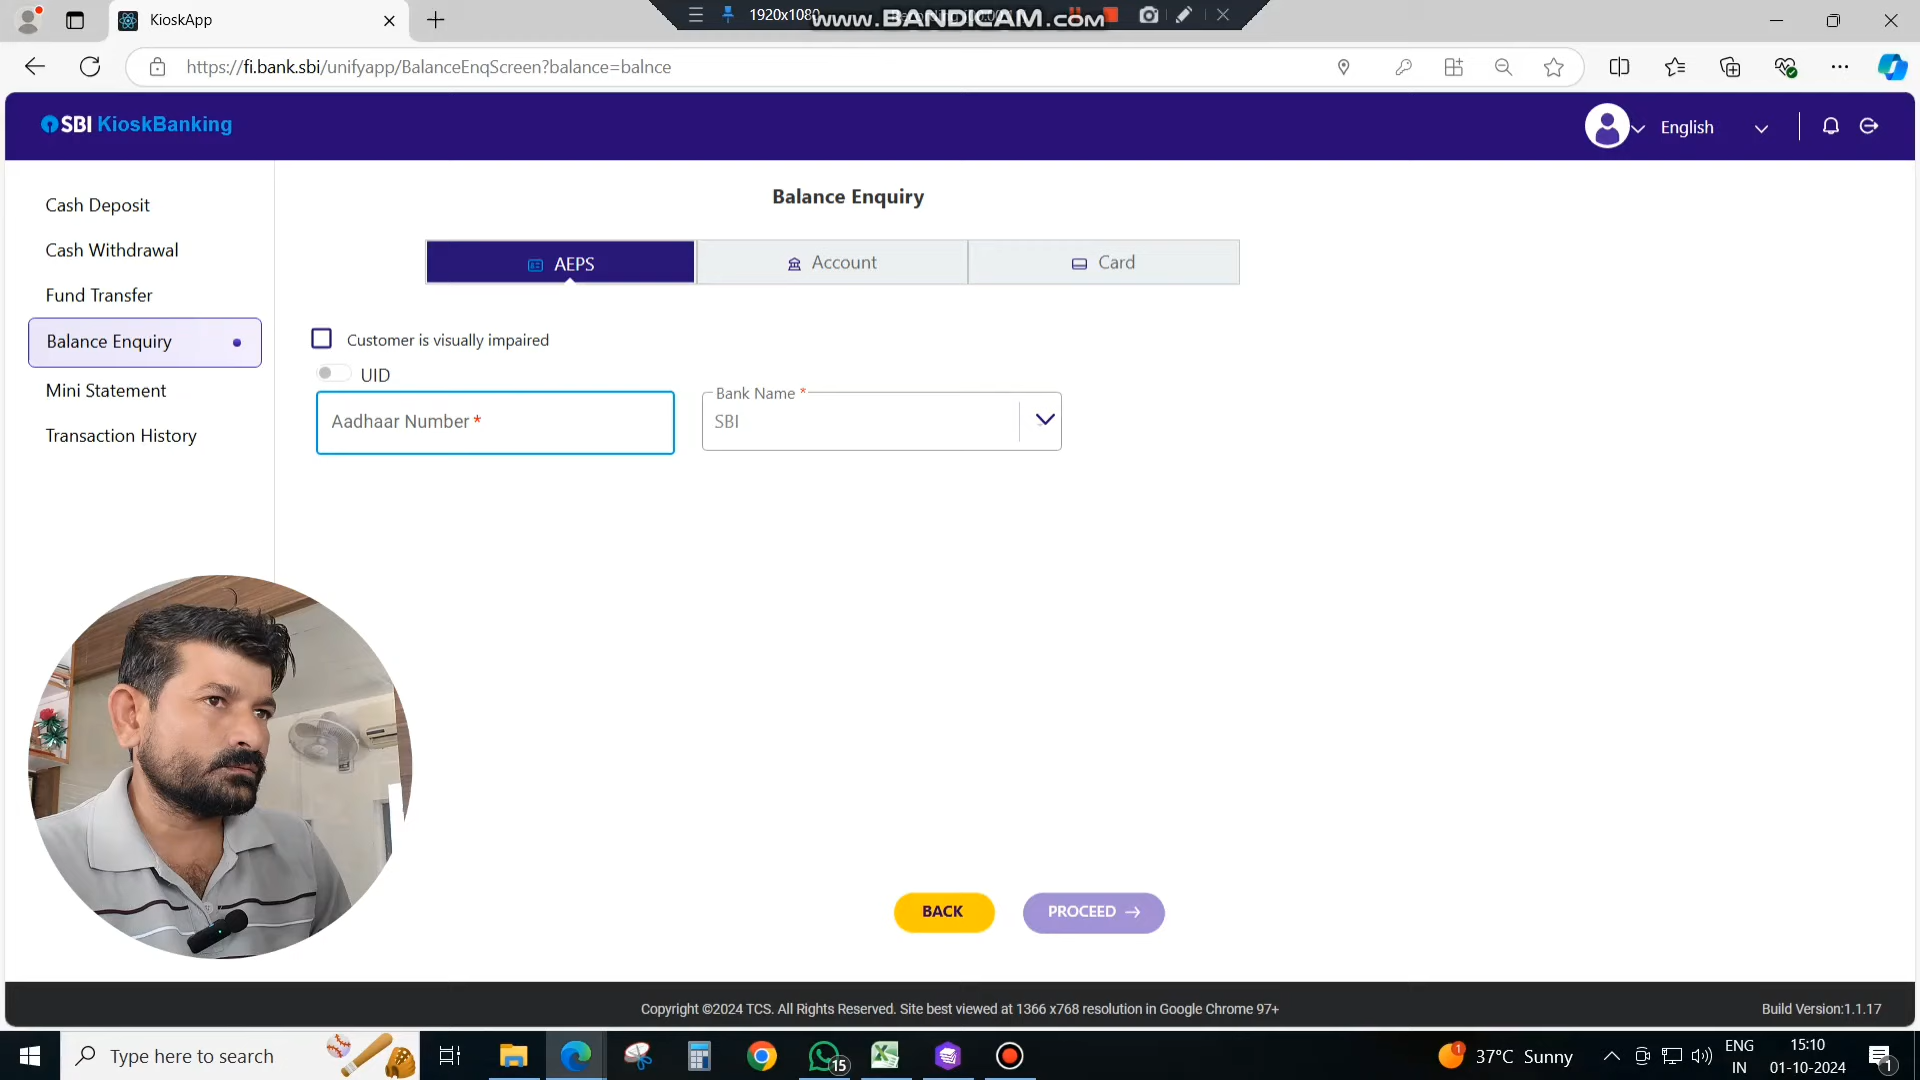 KioskApp
1920x1080
www.BANDICAM.com
https://fi.bank.sbi/unifyapp/BalanceEnqScreen?balance=balnce
SBI KioskBanking
English
Cash Deposit
Cash Withdrawal
Fund Transfer
Balance Enquiry
Mini Statement
Transaction History
Balance Enquiry
AEPS
Account
Card
Customer is visually impaired
UID
Aadhaar Number *
Bank Name *
SBI
BACK
PROCEED →
Copyright ©2024 TCS. All Rights Reserved. Site best viewed at 1366 x768 resolution in Google Chrome 97+
Build Version:1.1.17
Type here to search
15
1
37°C Sunny
ENG
IN
15:10
01-10-2024
1